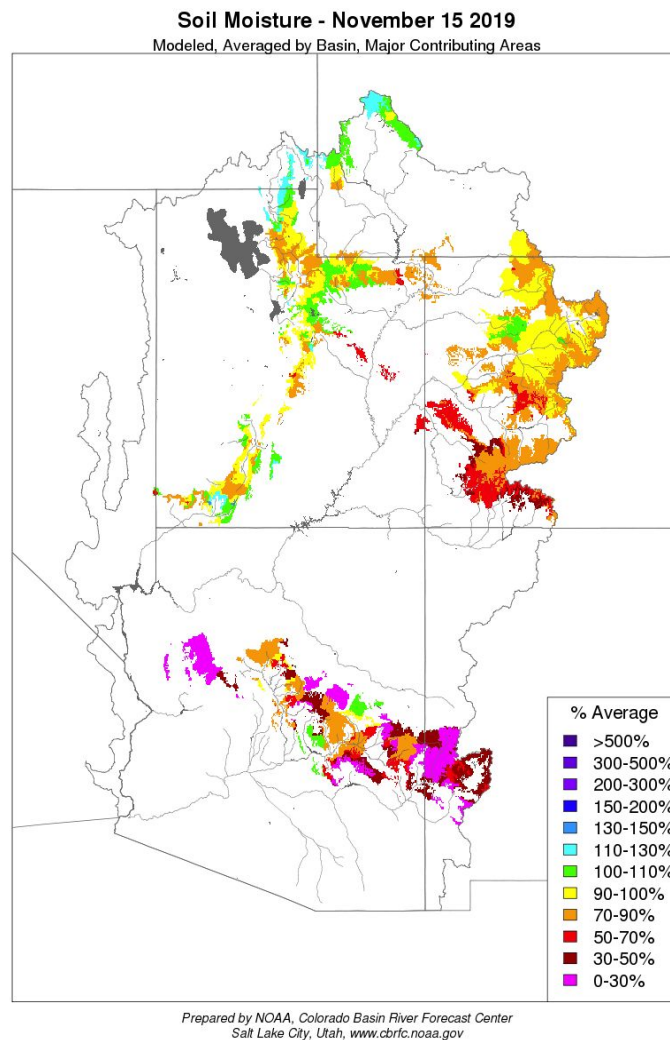 Soil Moisture - November 15 2019
Modeled, Averaged by Basin, Major Contributing Areas
% Average
>500%
300-500%
200-300%
150-200%
130-150%
110-130%
100-110%
90-100%
70-90%
50-70%
30-50%
0-30%
Prepared by NOAA, Colorado Basin River Forecast Center
Salt Lake City, Utah, www.cbrfc.noaa.gov